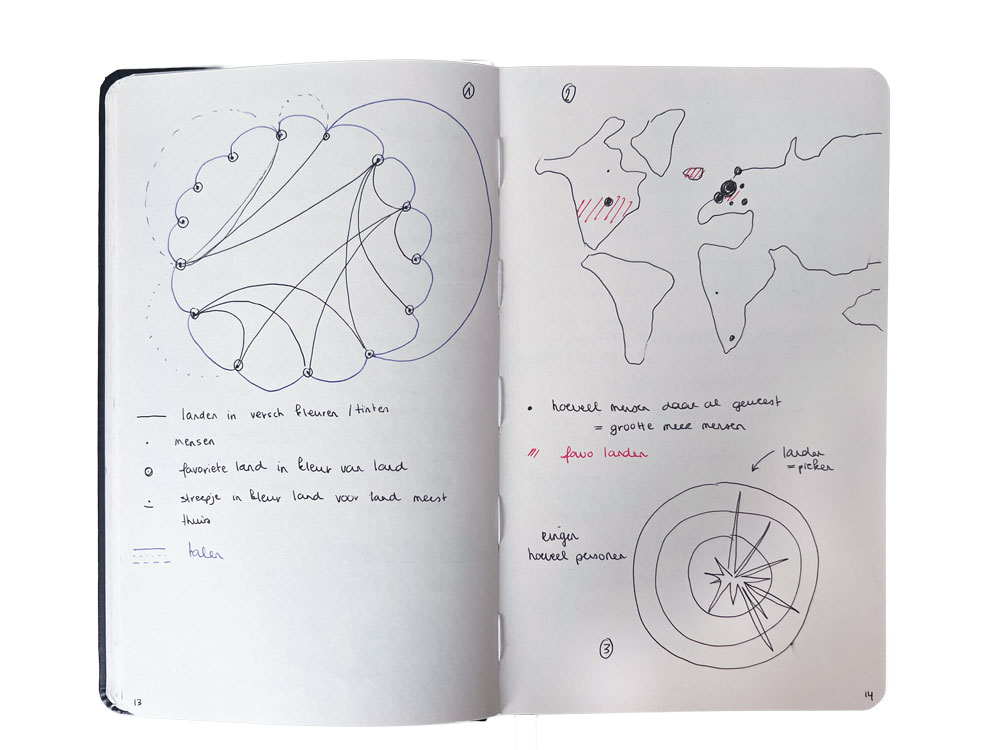 1
landen in versch kleuren / tinten
mensen
favoriete land in kleur van land
streepje in kleur land voor land meest
thuis
talen
13
2
hoeveel mensen daar al geweest
= grootte meer mensen
favo landen
landen
= pieken
ringen
hoeveel personen
3
14